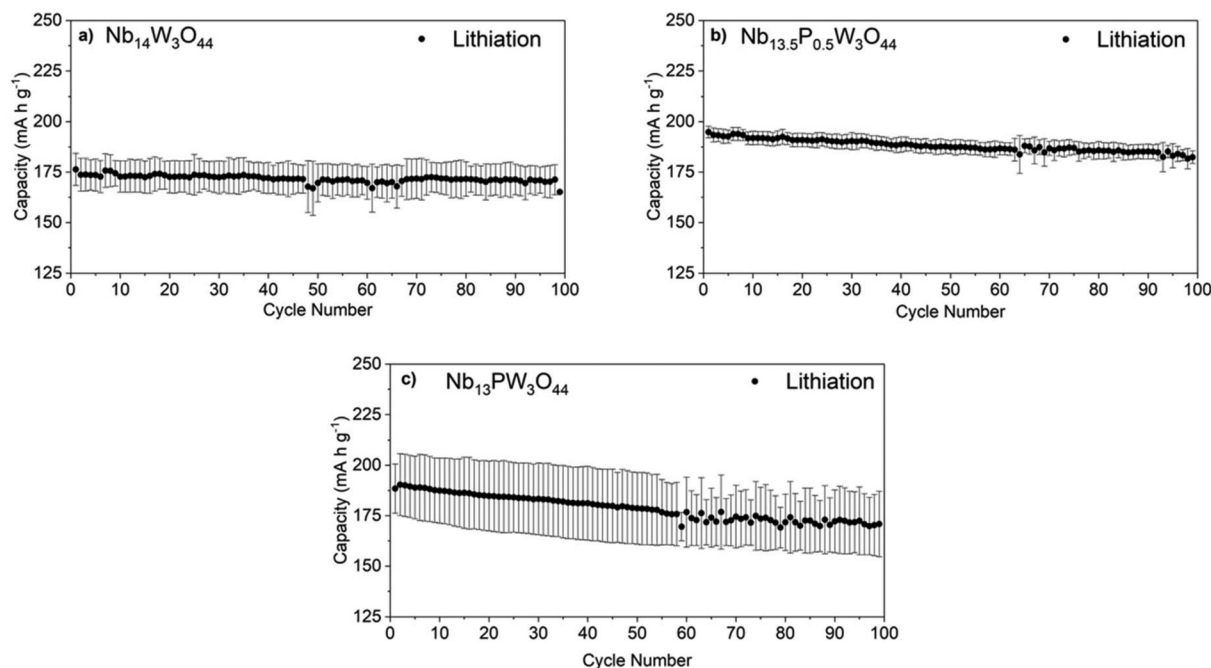 a) Nb₁₄W₃O₄₄
Lithiation
250
225
200
175
150
125
Capacity (mA h g⁻¹)
0 10 20 30 40 50 60 70 80 90 100
Cycle Number
b) Nb₁₃.₅P₀.₅W₃O₄₄
Lithiation
250
225
200
175
150
125
Capacity (mA h g⁻¹)
0 10 20 30 40 50 60 70 80 90 100
Cycle Number
c) Nb₁₃PW₃O₄₄
Lithiation
250
225
200
175
150
125
Capacity (mA h g⁻¹)
0 10 20 30 40 50 60 70 80 90 100
Cycle Number